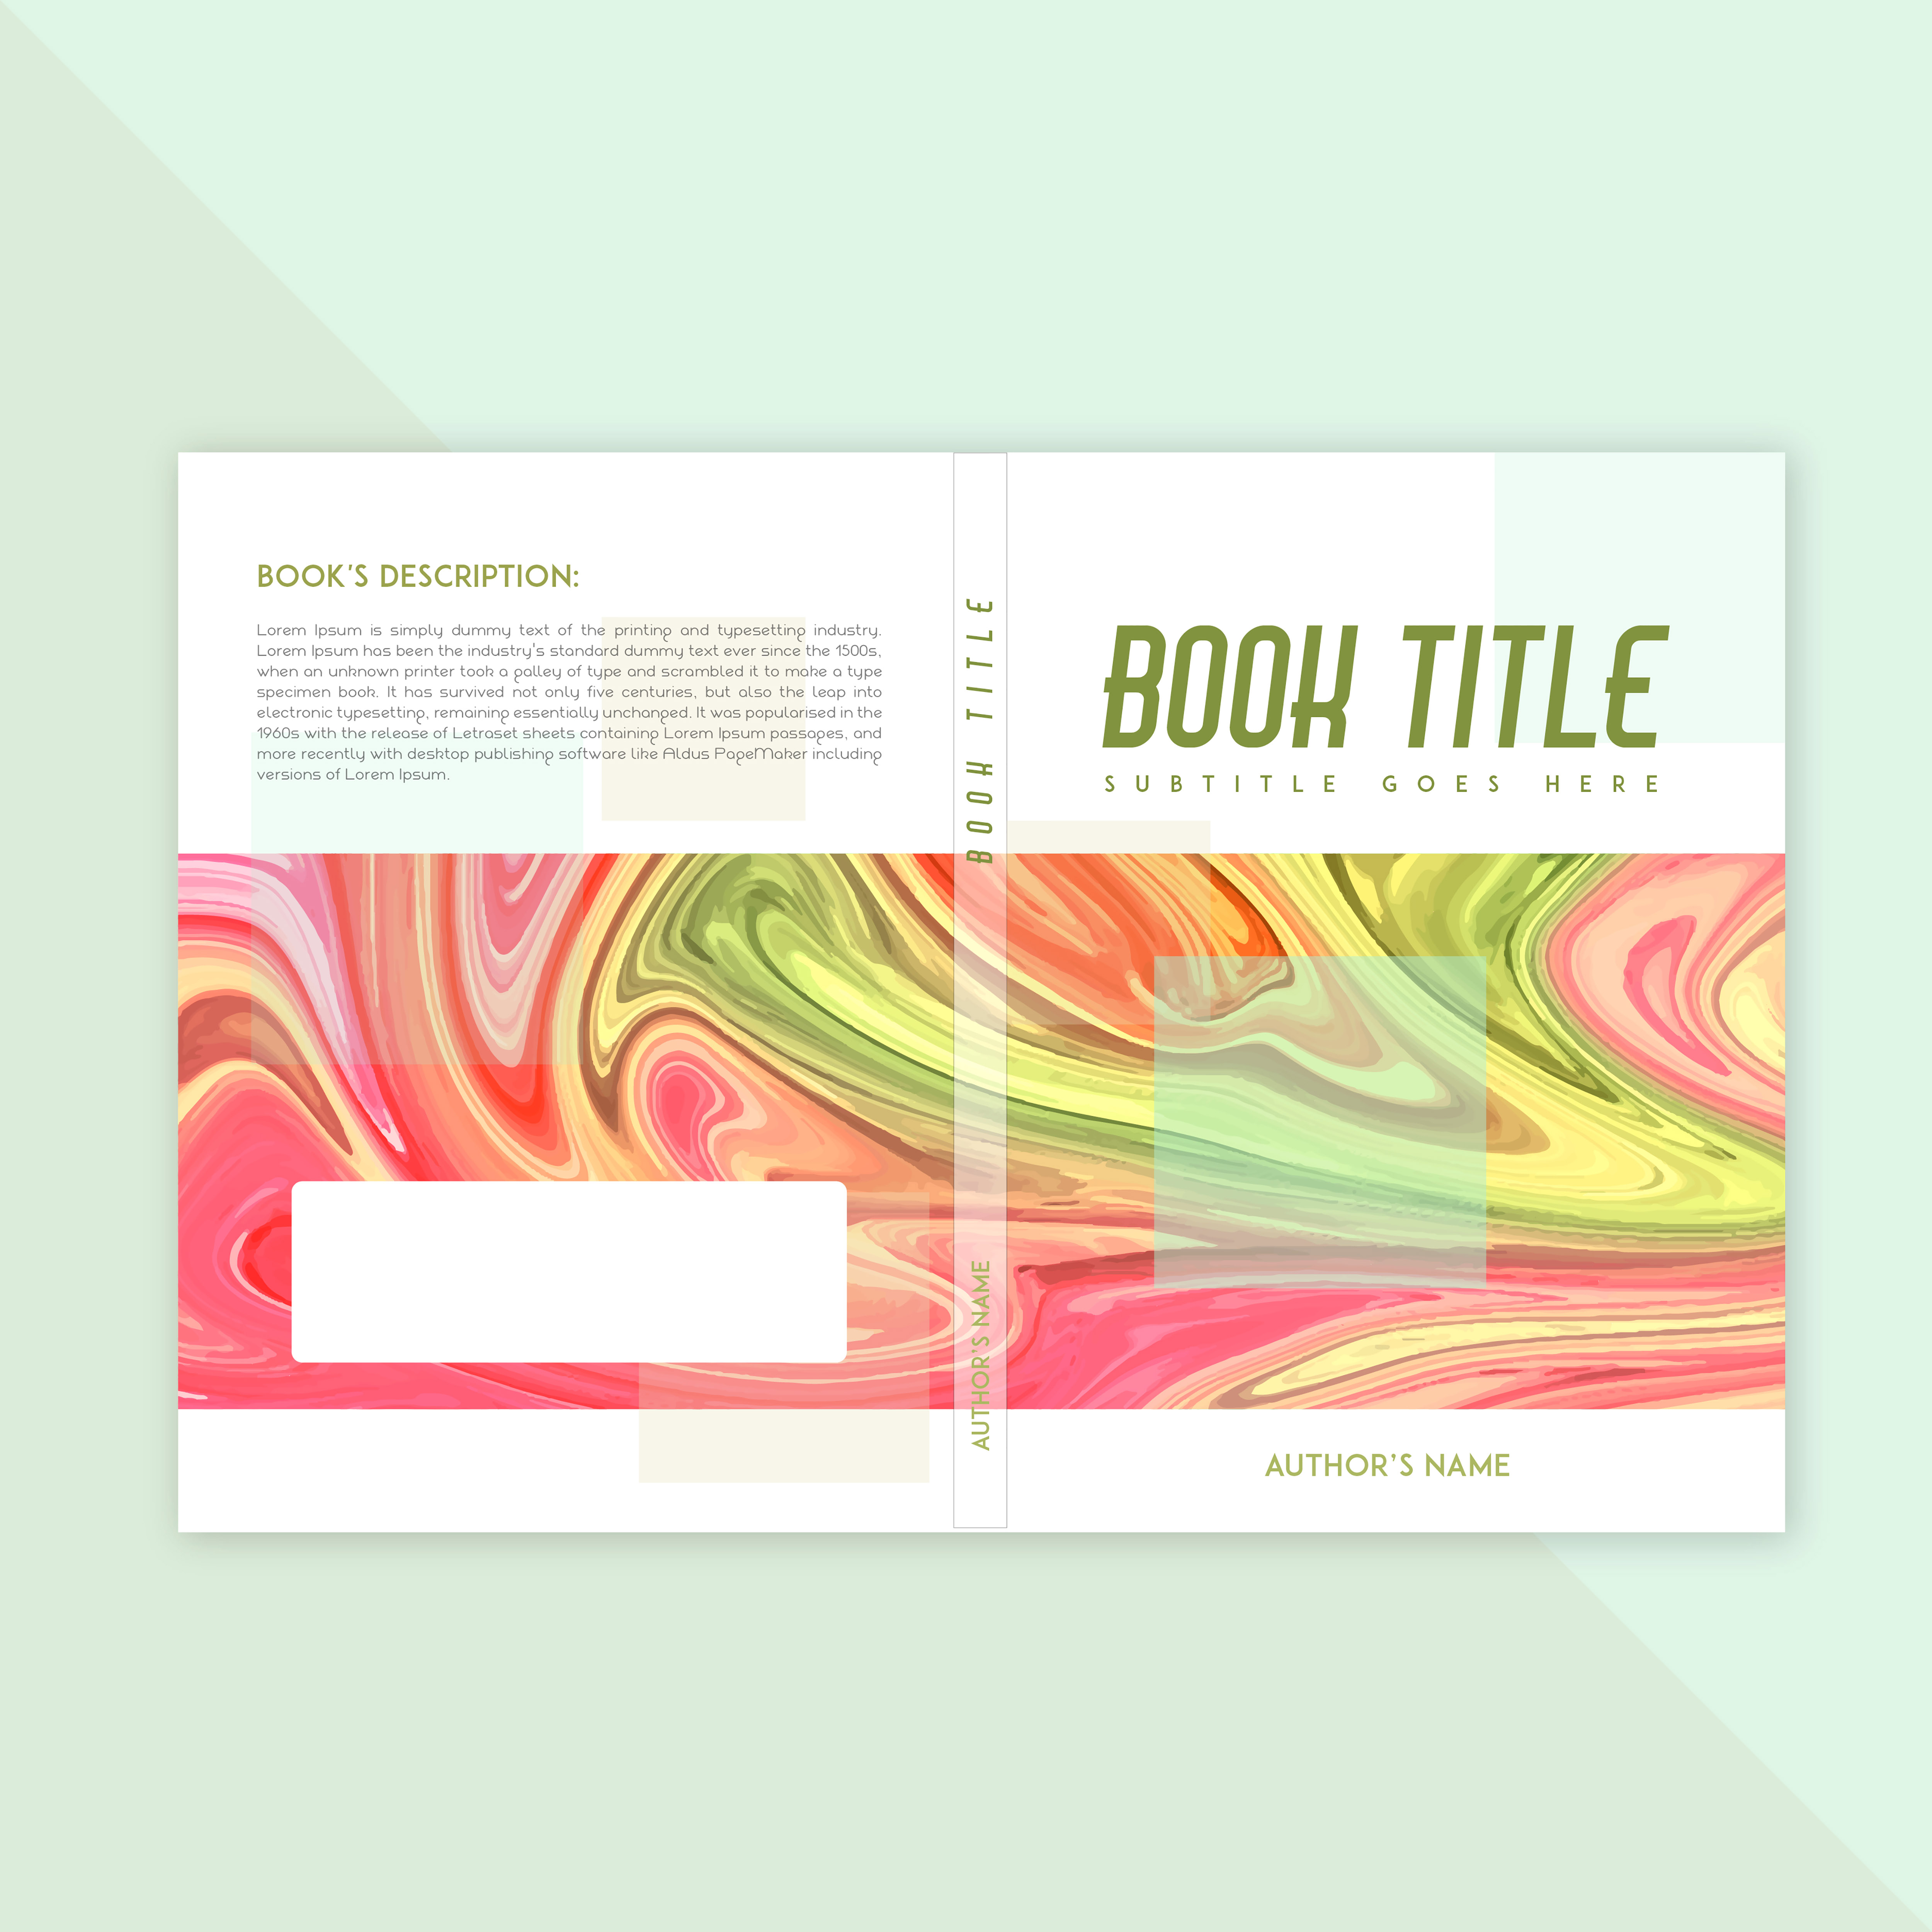 BOOK'S DESCRIPTION:
Lorem Ipsum is simply dummy text of the printing and typesetting industry.
Lorem Ipsum has been the industry's standard dummy text ever since the 1500s,
when an unknown printer took a galley of type and scrambled it to make a type
specimen book. It has survived not only five centuries, but also the leap into
electronic typesetting, remaining essentially unchanged. It was popularised in the
1960s with the release of Letraset sheets containing Lorem Ipsum passages, and
more recently with desktop publishing software like Aldus PageMaker including
versions of Lorem Ipsum.
BOOK TITLE
AUTHOR'S NAME
BOOK TITLE
SUBTITLE GOES HERE
AUTHOR'S NAME